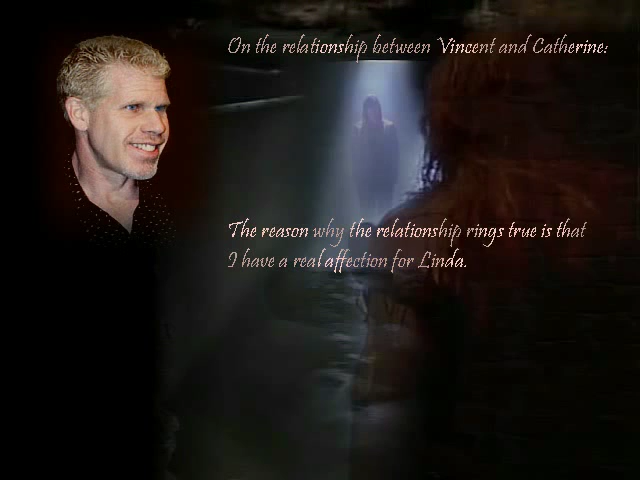 On the relationship between Vincent and Catherine:
The reason why the relationship rings true is that
I have a real affection for Linda.